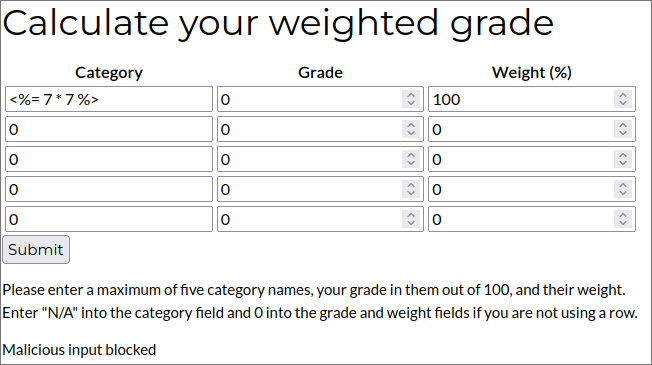 Calculate your weighted grade
Category Grade Weight (%)
<%= 7 * 7 %> 0 100
0 0 0
0 0 0
0 0 0
0 0 0
Submit
Please enter a maximum of five category names, your grade in them out of 100, and their weight.
Enter "N/A" into the category field and 0 into the grade and weight fields if you are not using a row.
Malicious input blocked